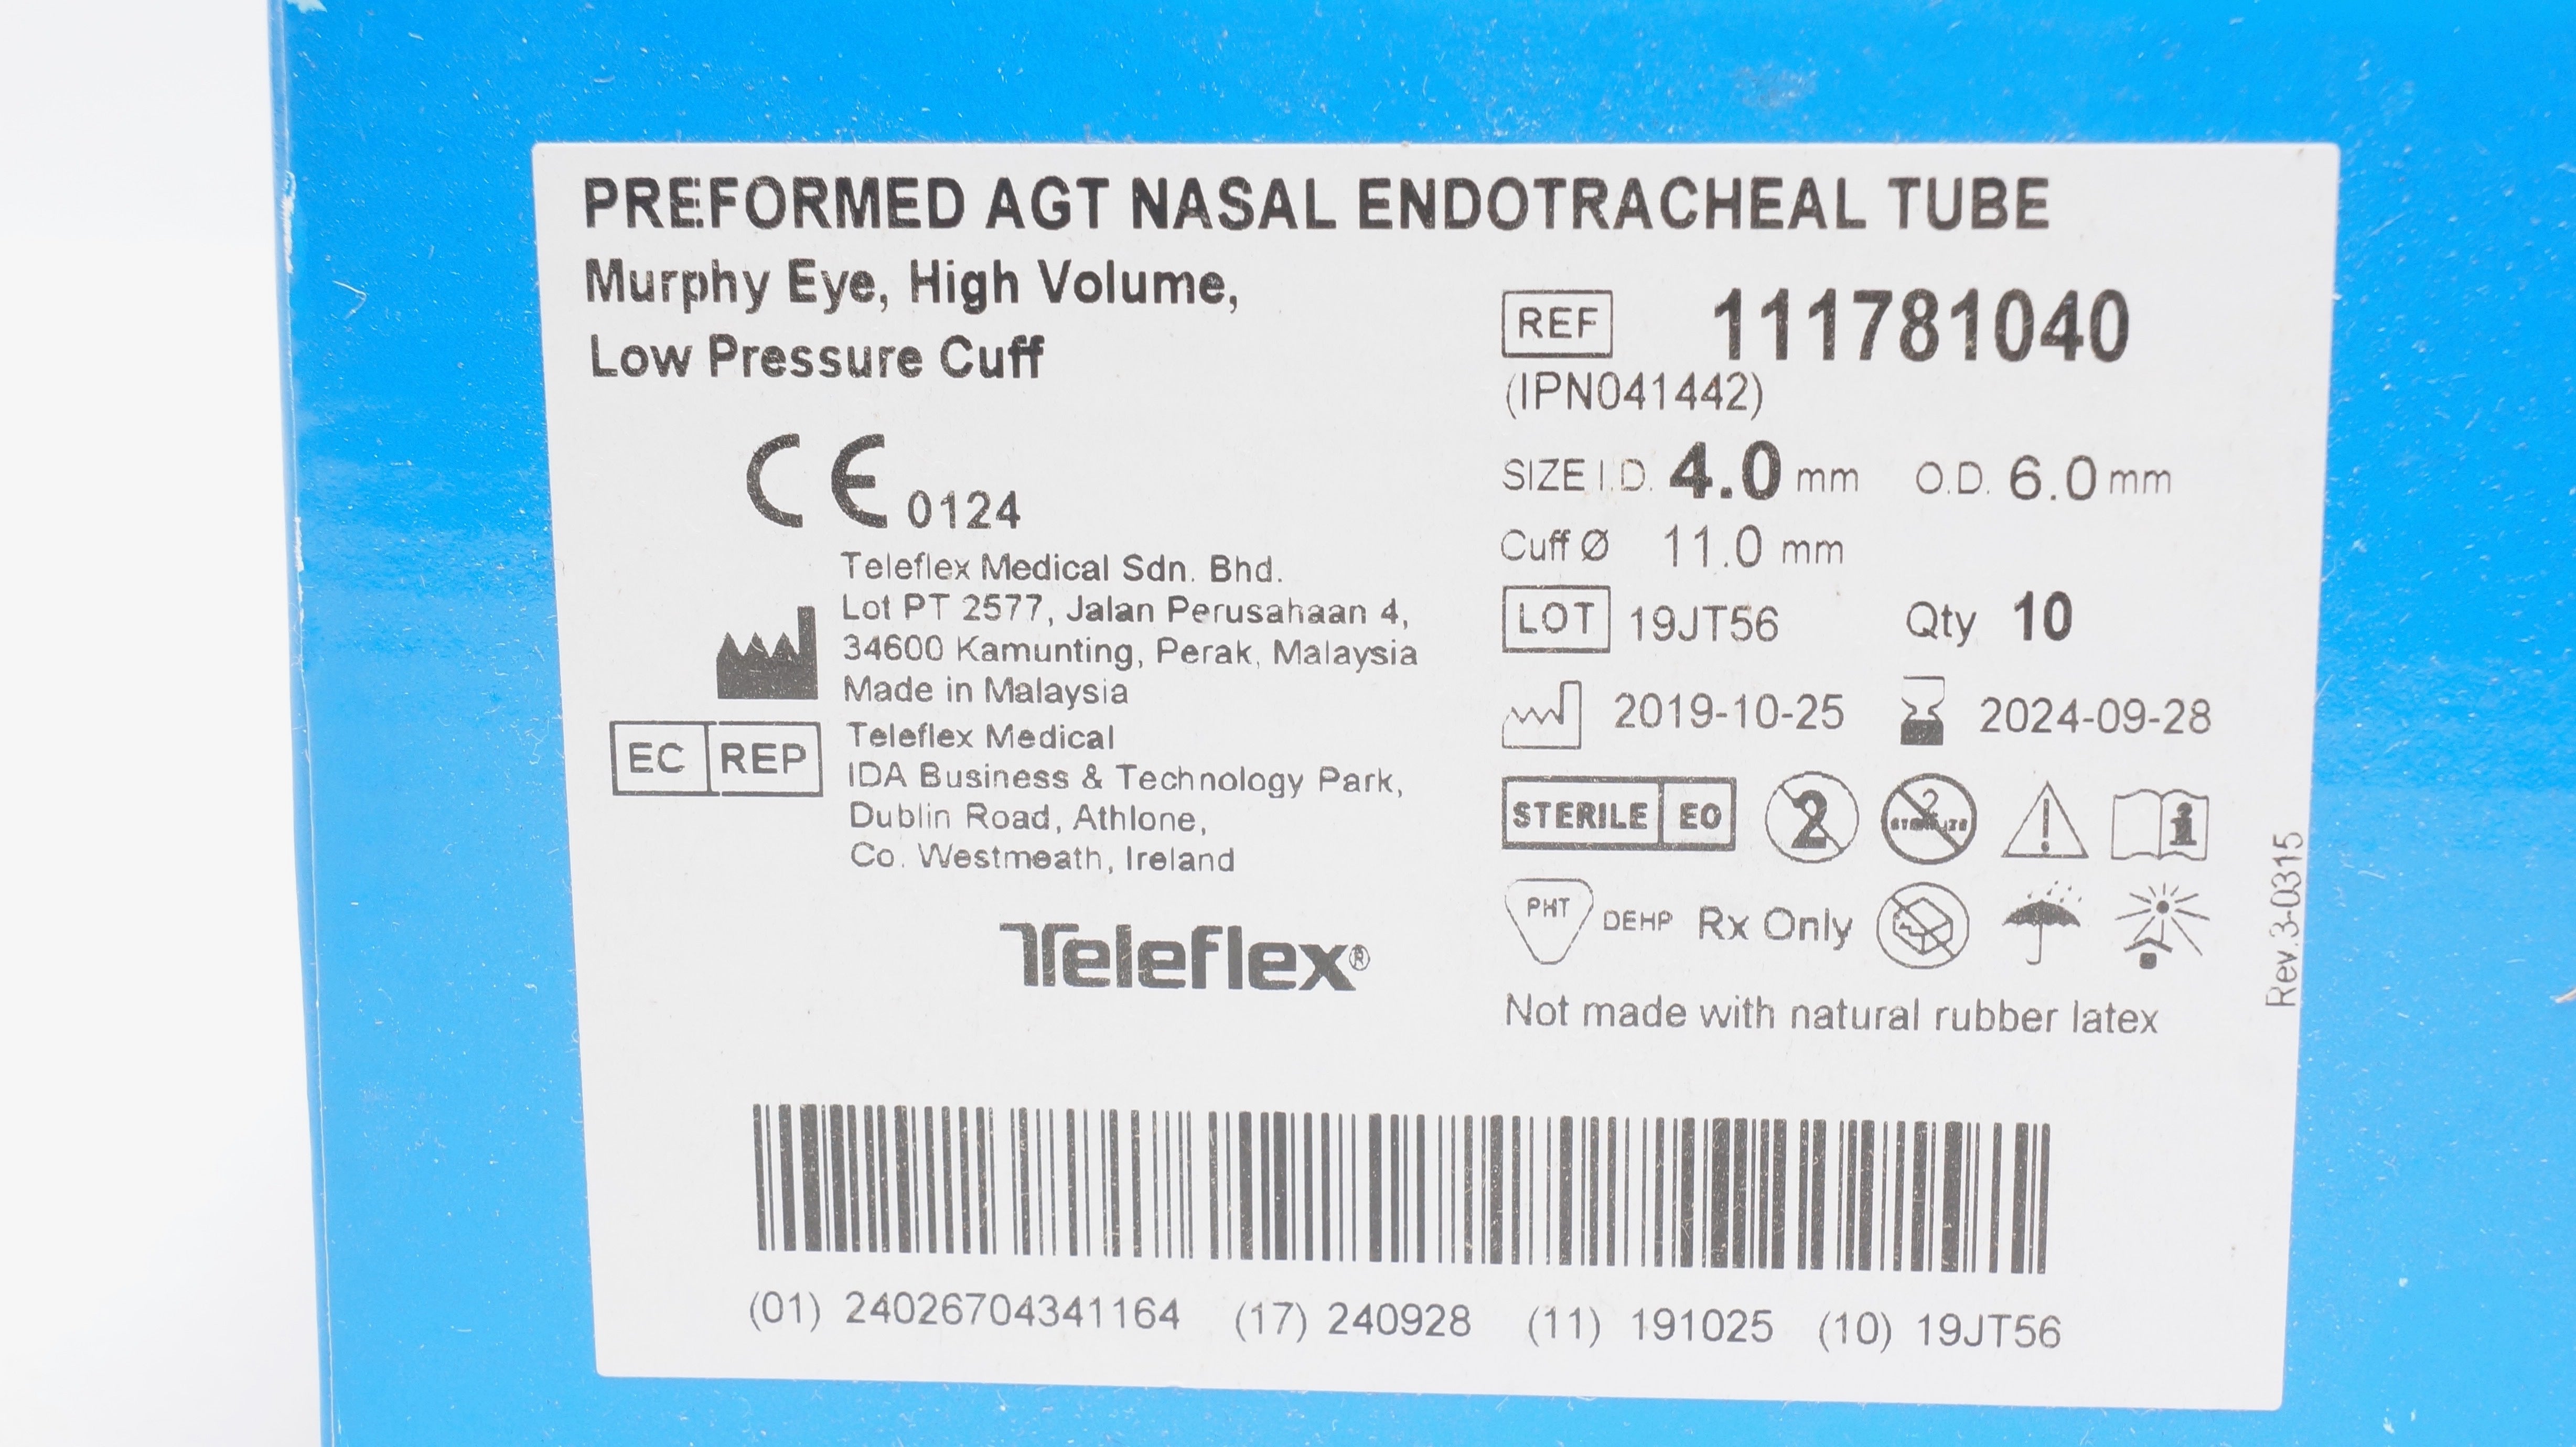 PREFORMED AGT NASAL ENDOTRACHEAL TUBE
Murphy Eye, High Volume,
Low Pressure Cuff
REF 111781040
(IPN041442)
SIZE I.D. 4.0 mm O.D. 6.0 mm
Cuff Ø 11.0 mm
LOT 19JT56 Qty 10
2019-10-25 2024-09-28
STERILE EO 2 2 STERILIZE i
PHT DEHP Rx Only
Not made with natural rubber latex
Rev.3-0315
CE 0124
Teleflex Medical Sdn. Bhd.
Lot PT 2577, Jalan Perusahaan 4,
34600 Kamunting, Perak, Malaysia
Made in Malaysia
EC REP
Teleflex Medical
IDA Business & Technology Park,
Dublin Road, Athlone,
Co. Westmeath, Ireland
Teleflex®
(01) 24026704341164 (17) 240928 (11) 191025 (10) 19JT56